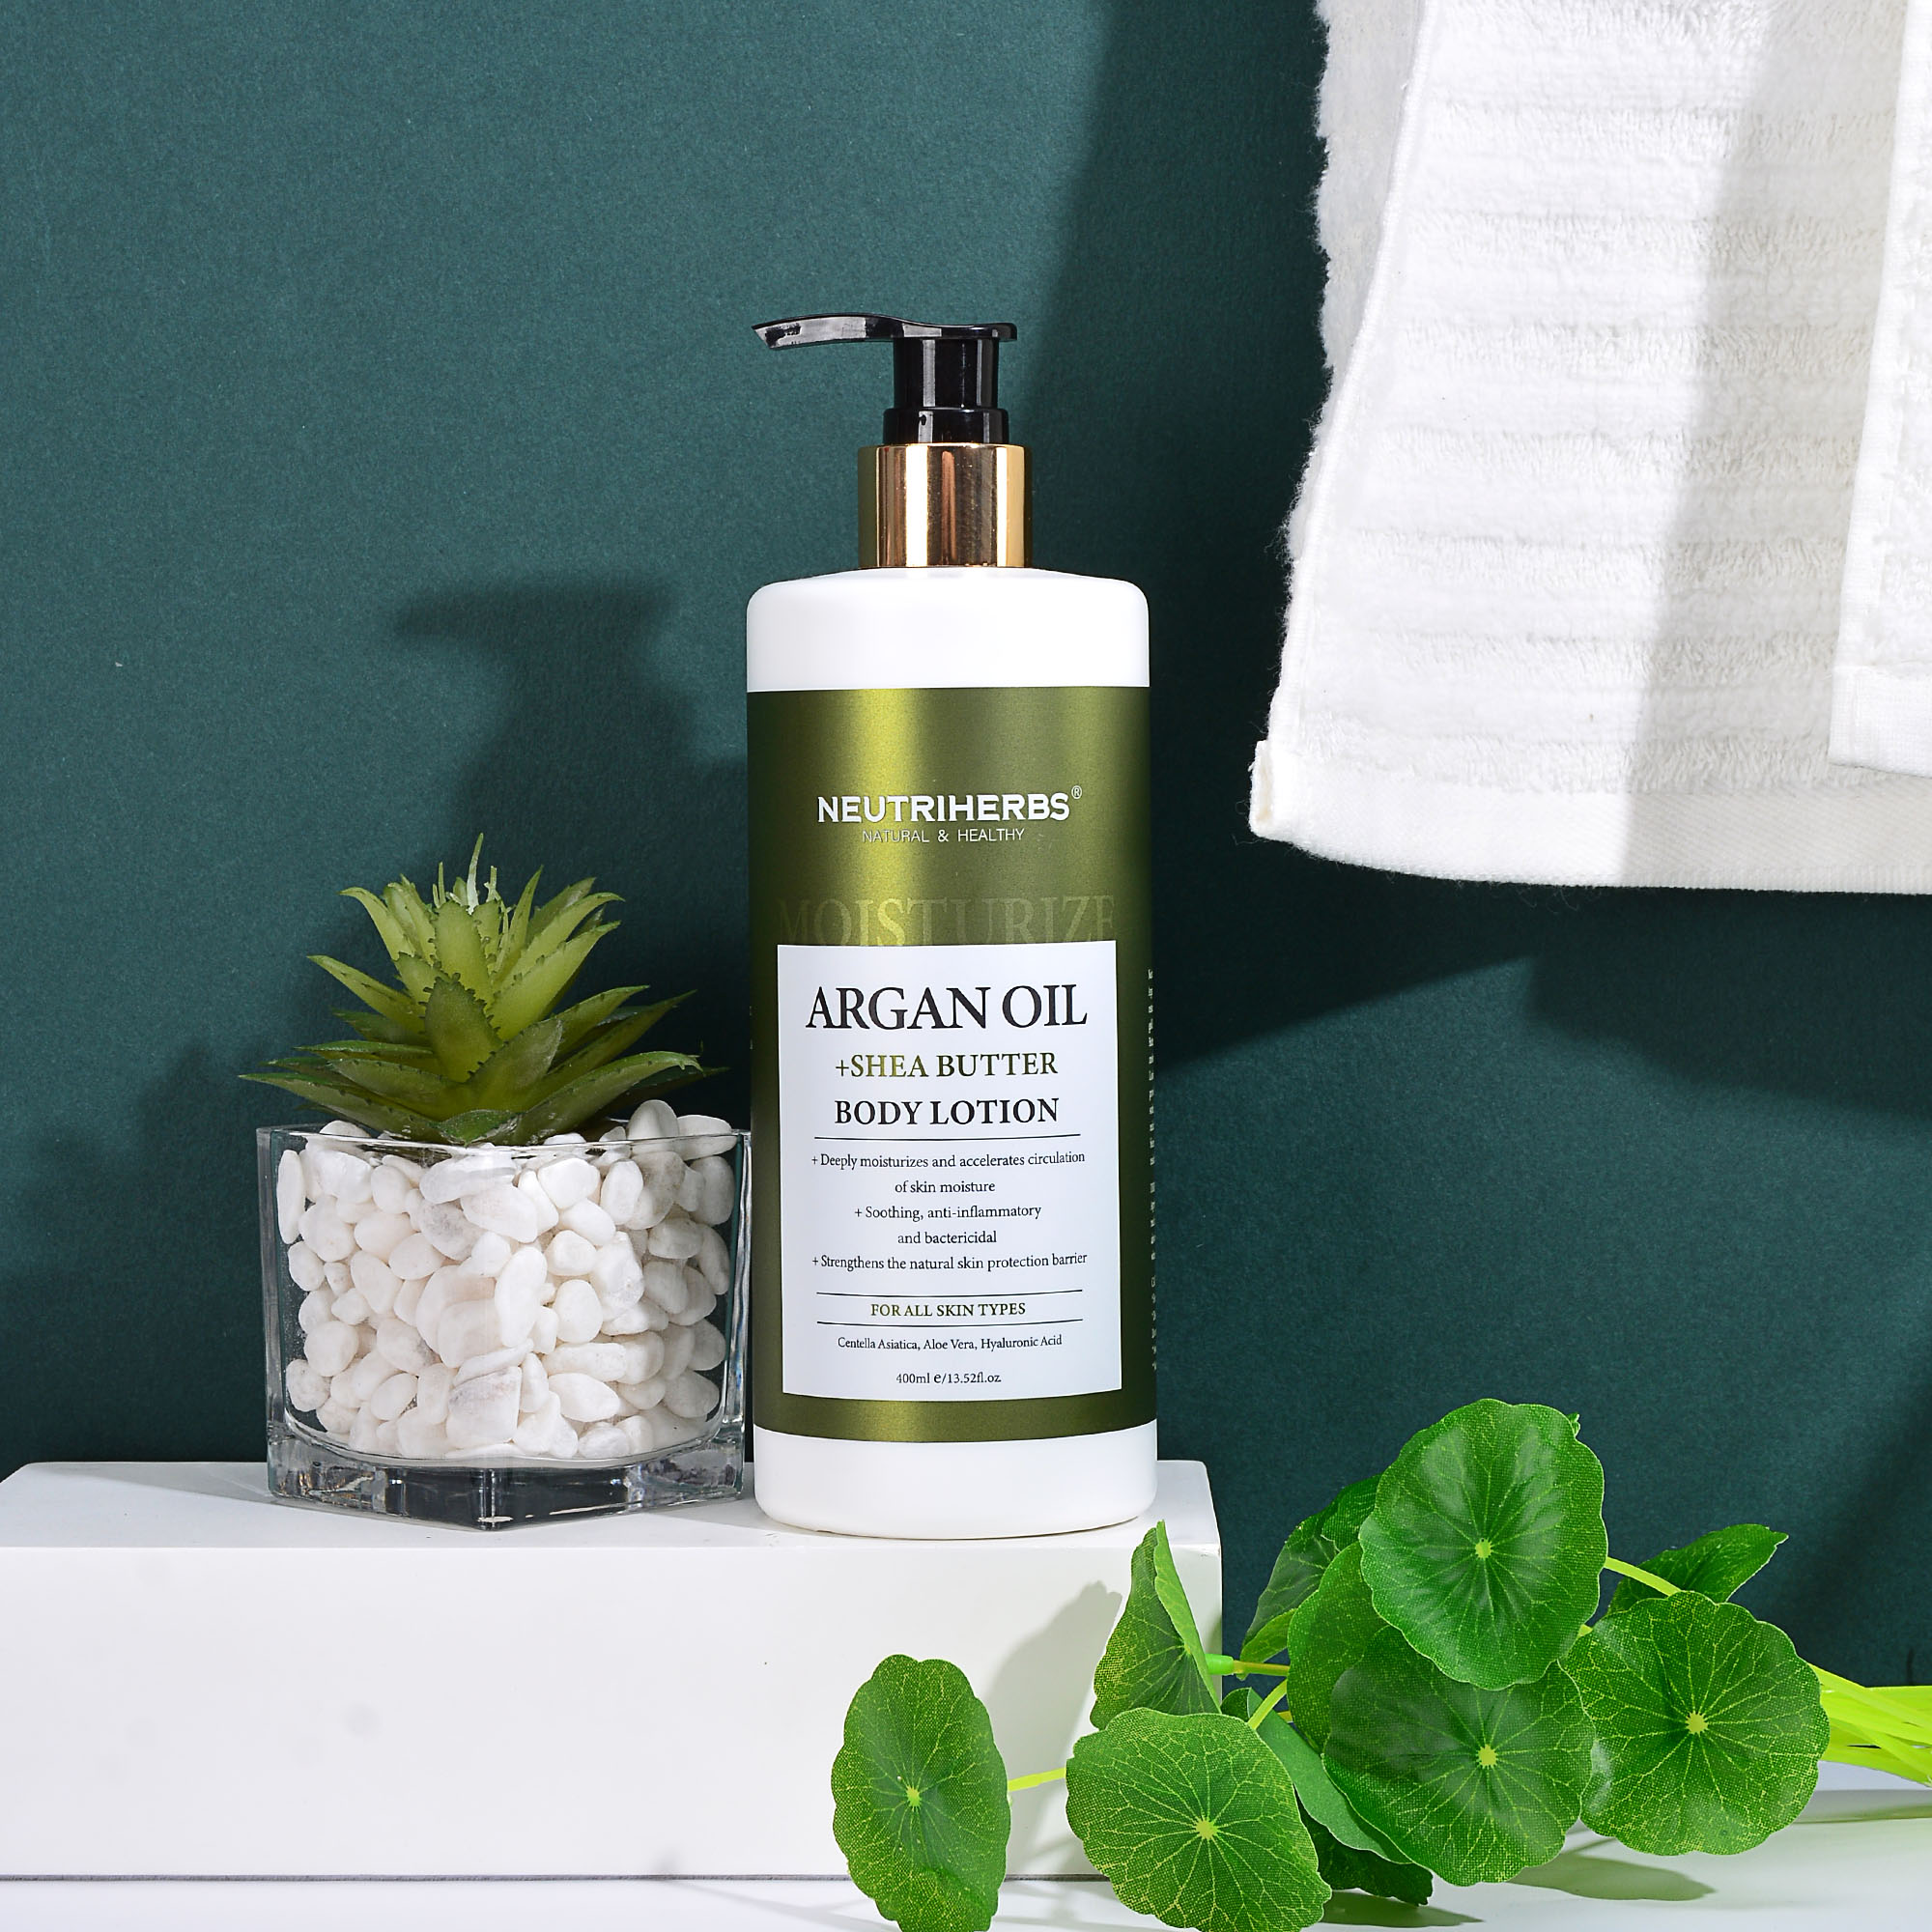 NEUTRIHERBS®
NATURAL & HEALTHY
MOISTURIZE
ARGAN OIL
+SHEA BUTTER
BODY LOTION
+ Deeply moisturizes and accelerates circulation
of skin moisture
+ Soothing, anti-inflammatory
and bactericidal
+ Strengthens the natural skin protection barrier
FOR ALL SKIN TYPES
Centella Asiatica, Aloe Vera, Hyaluronic Acid
400ml e/13.52fl.oz